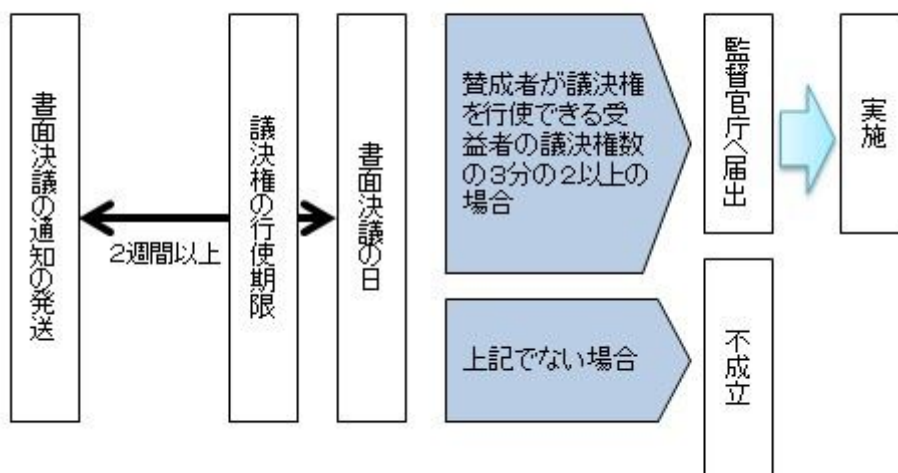 書面決議の通知の発送
2週間以上
議決権の行使期限
書面決議の日
賛成者が議決権
を行使できる受
益者の議決権数
の3分の2以上の
場合
監督官庁へ届出
実施
上記でない場合
不成立